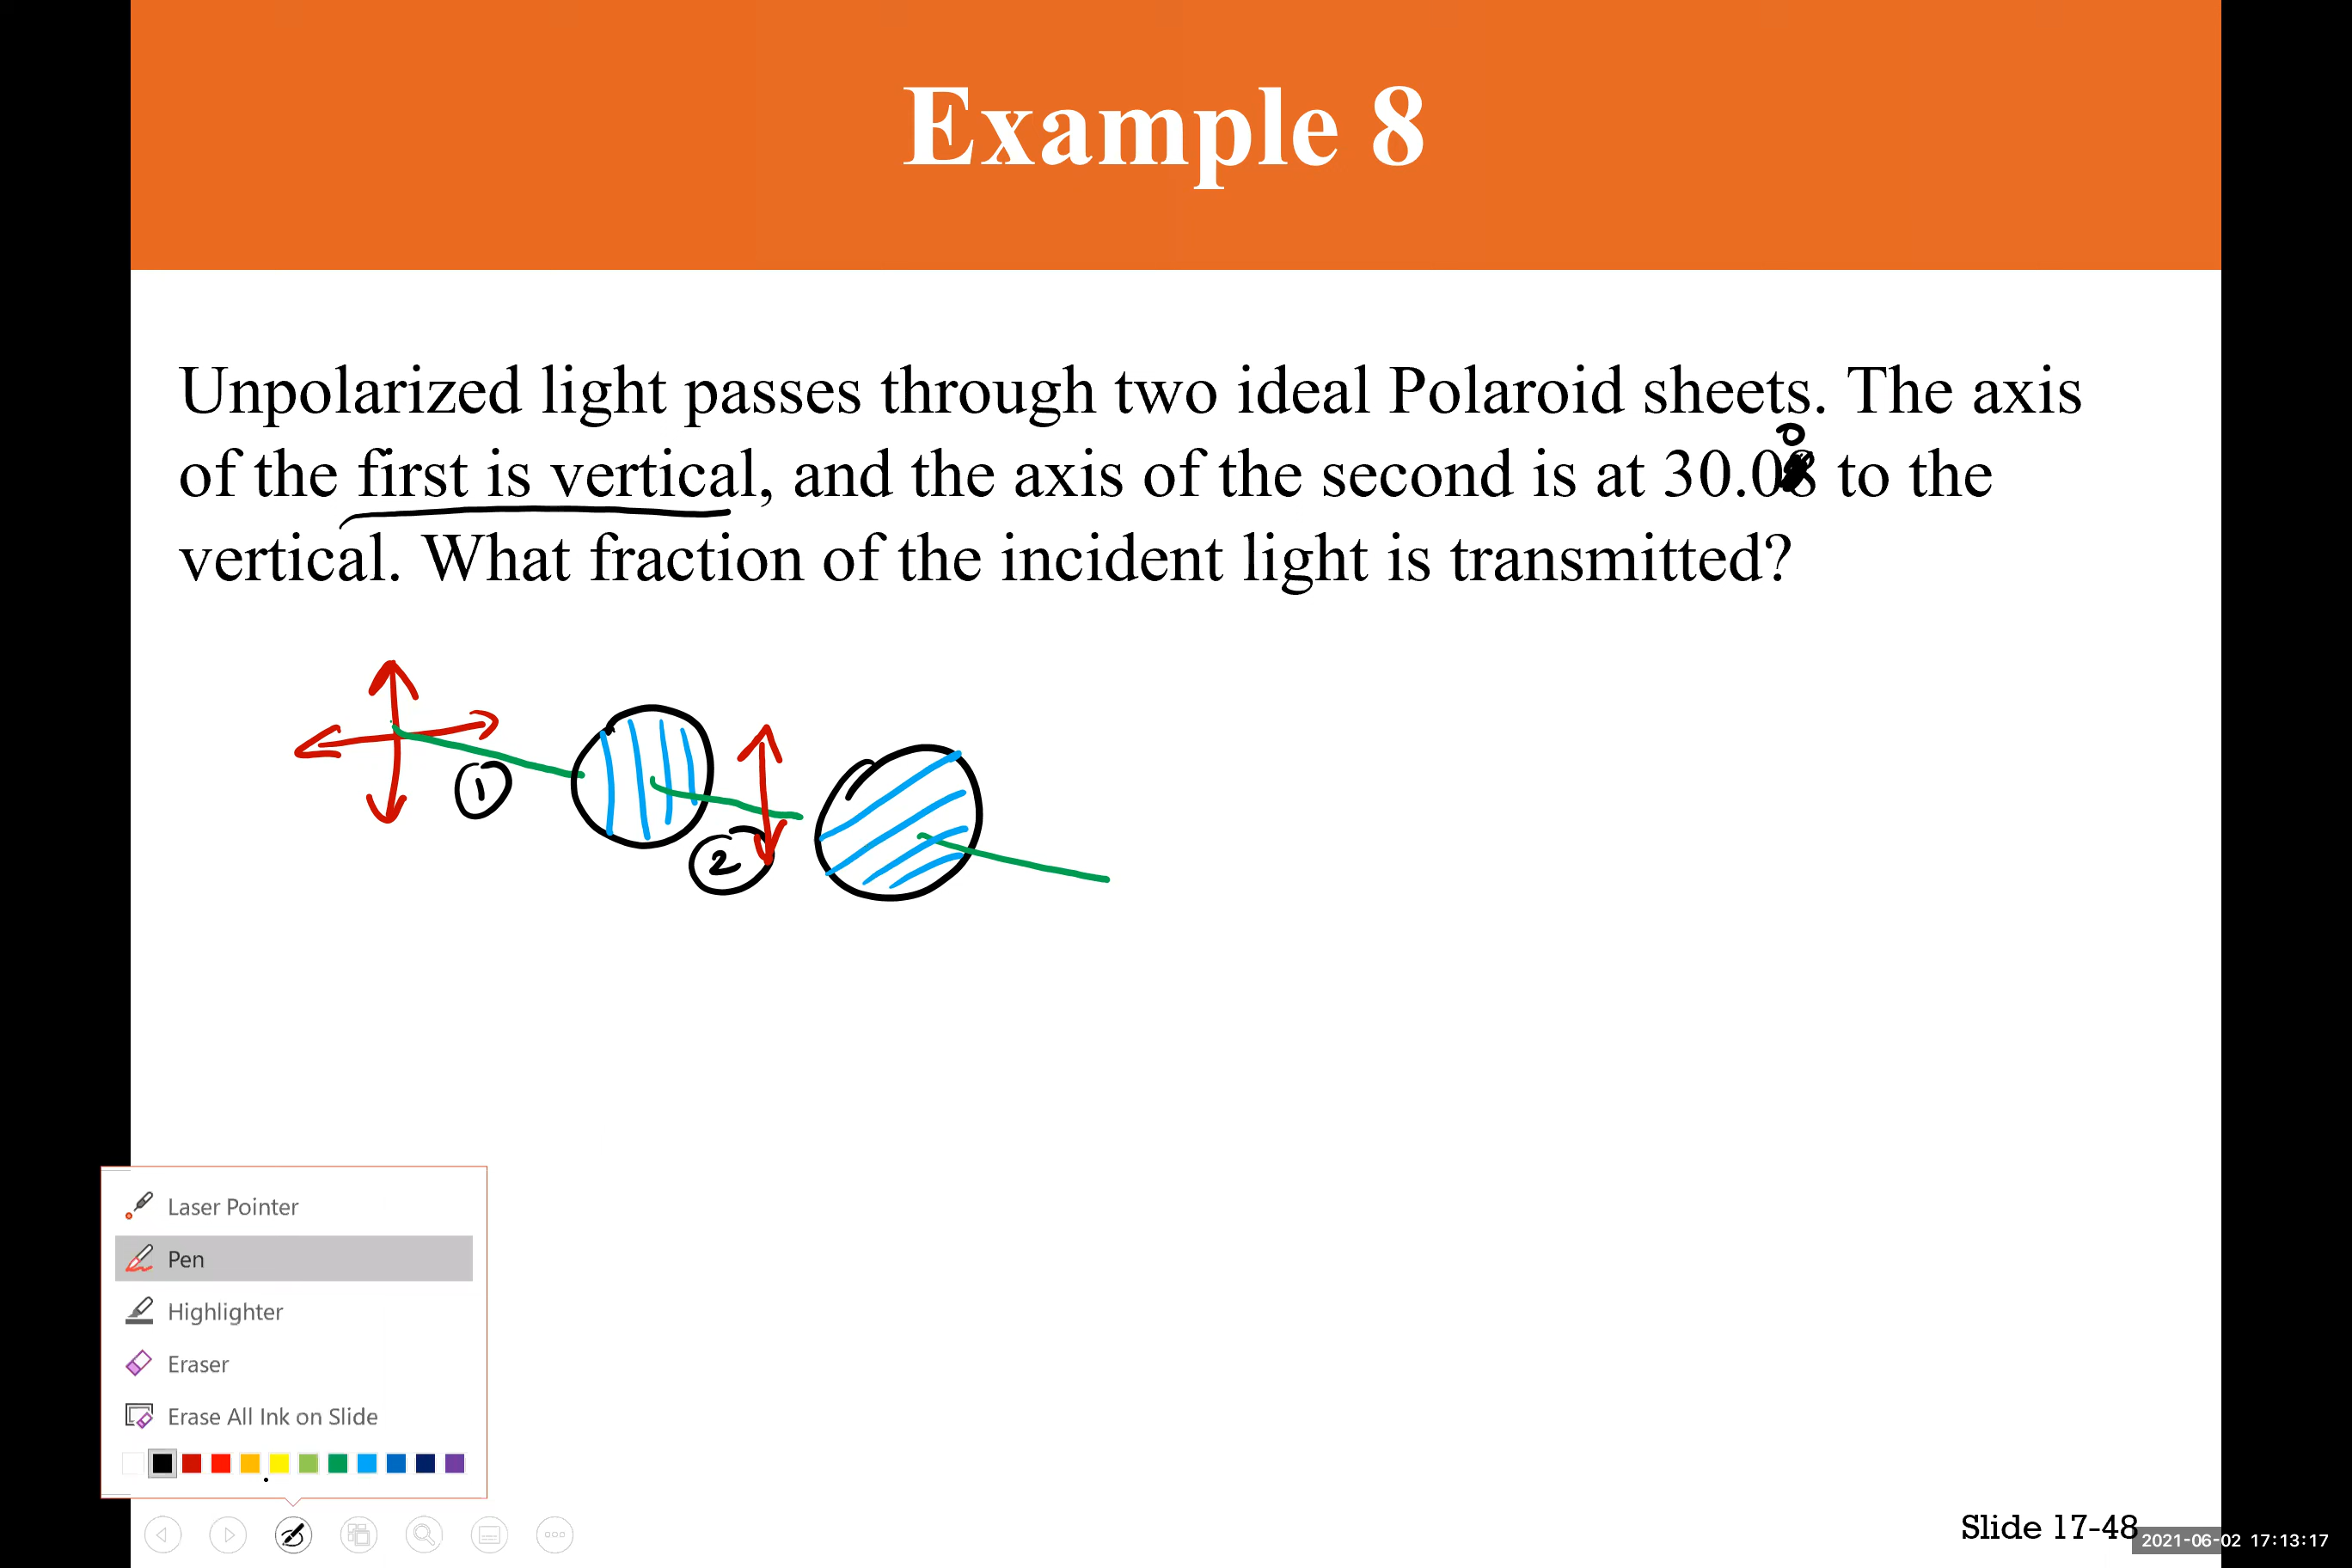 Example 8
Unpolarized light passes through two ideal Polaroid sheets. The axis
of the first is vertical, and the axis of the second is at 30.0° to the
vertical. What fraction of the incident light is transmitted?
1
2
Laser Pointer
Pen
Highlighter
Eraser
Erase All Ink on Slide
Slide 17-48
2021-06-02 17:13:17